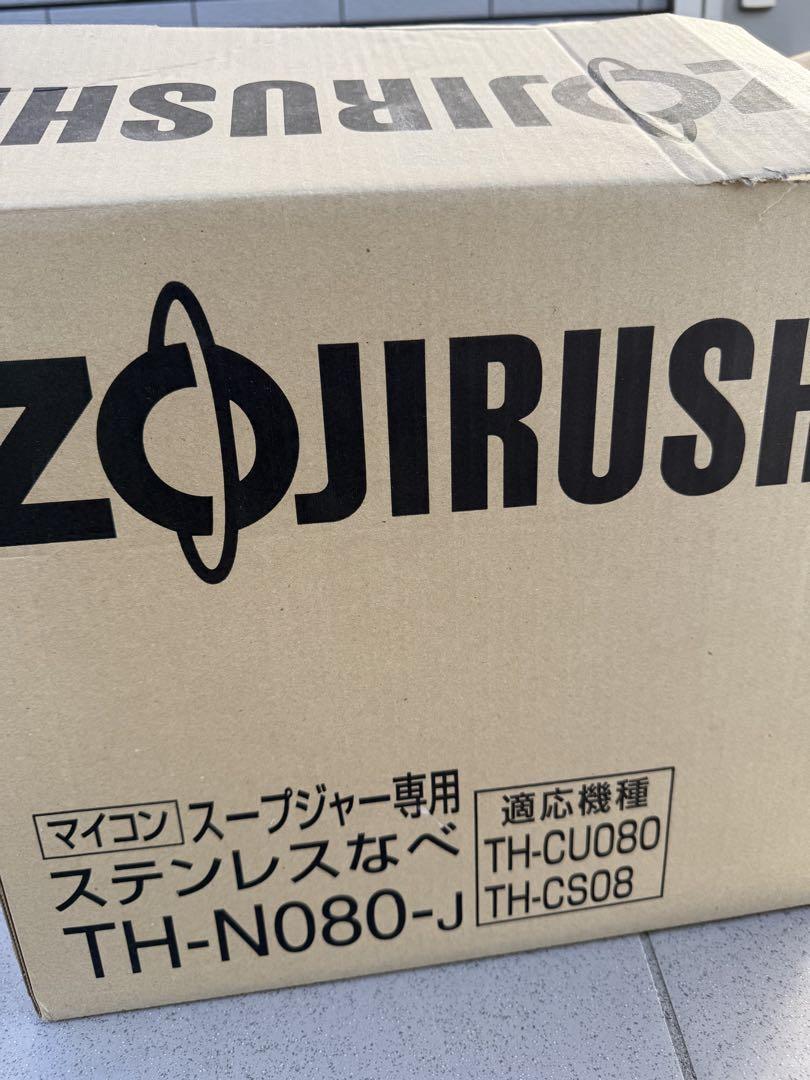 ZOJIRUSHI
ZOJIRUSH
マイコン スープジャー専用
ステンレスなべ
TH-N080-J
適応機種
TH-CU080
TH-CS08